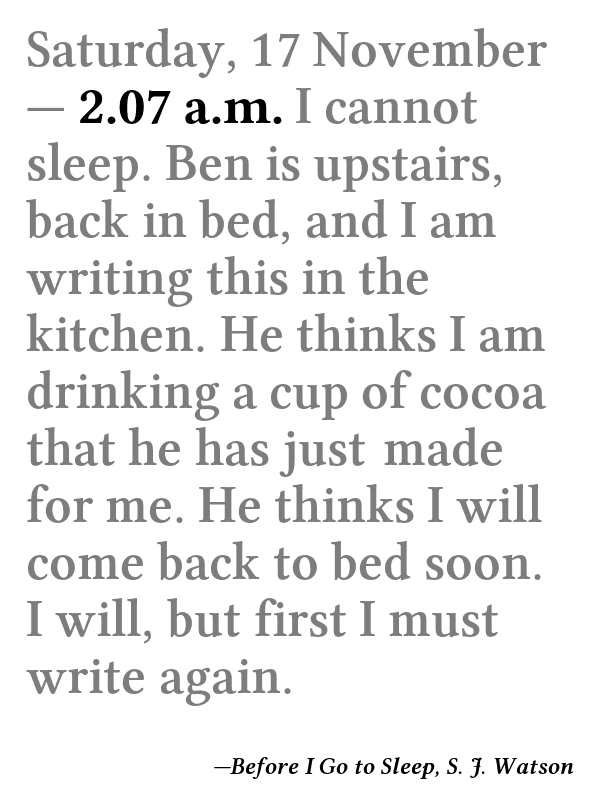 Saturday, 17 November
— 2.07 a.m. I cannot
sleep. Ben is upstairs,
back in bed, and I am
writing this in the
kitchen. He thinks I am
drinking a cup of cocoa
that he has just made
for me. He thinks I will
come back to bed soon.
I will, but first I must
write again.
—Before I Go to Sleep, S. J. Watson